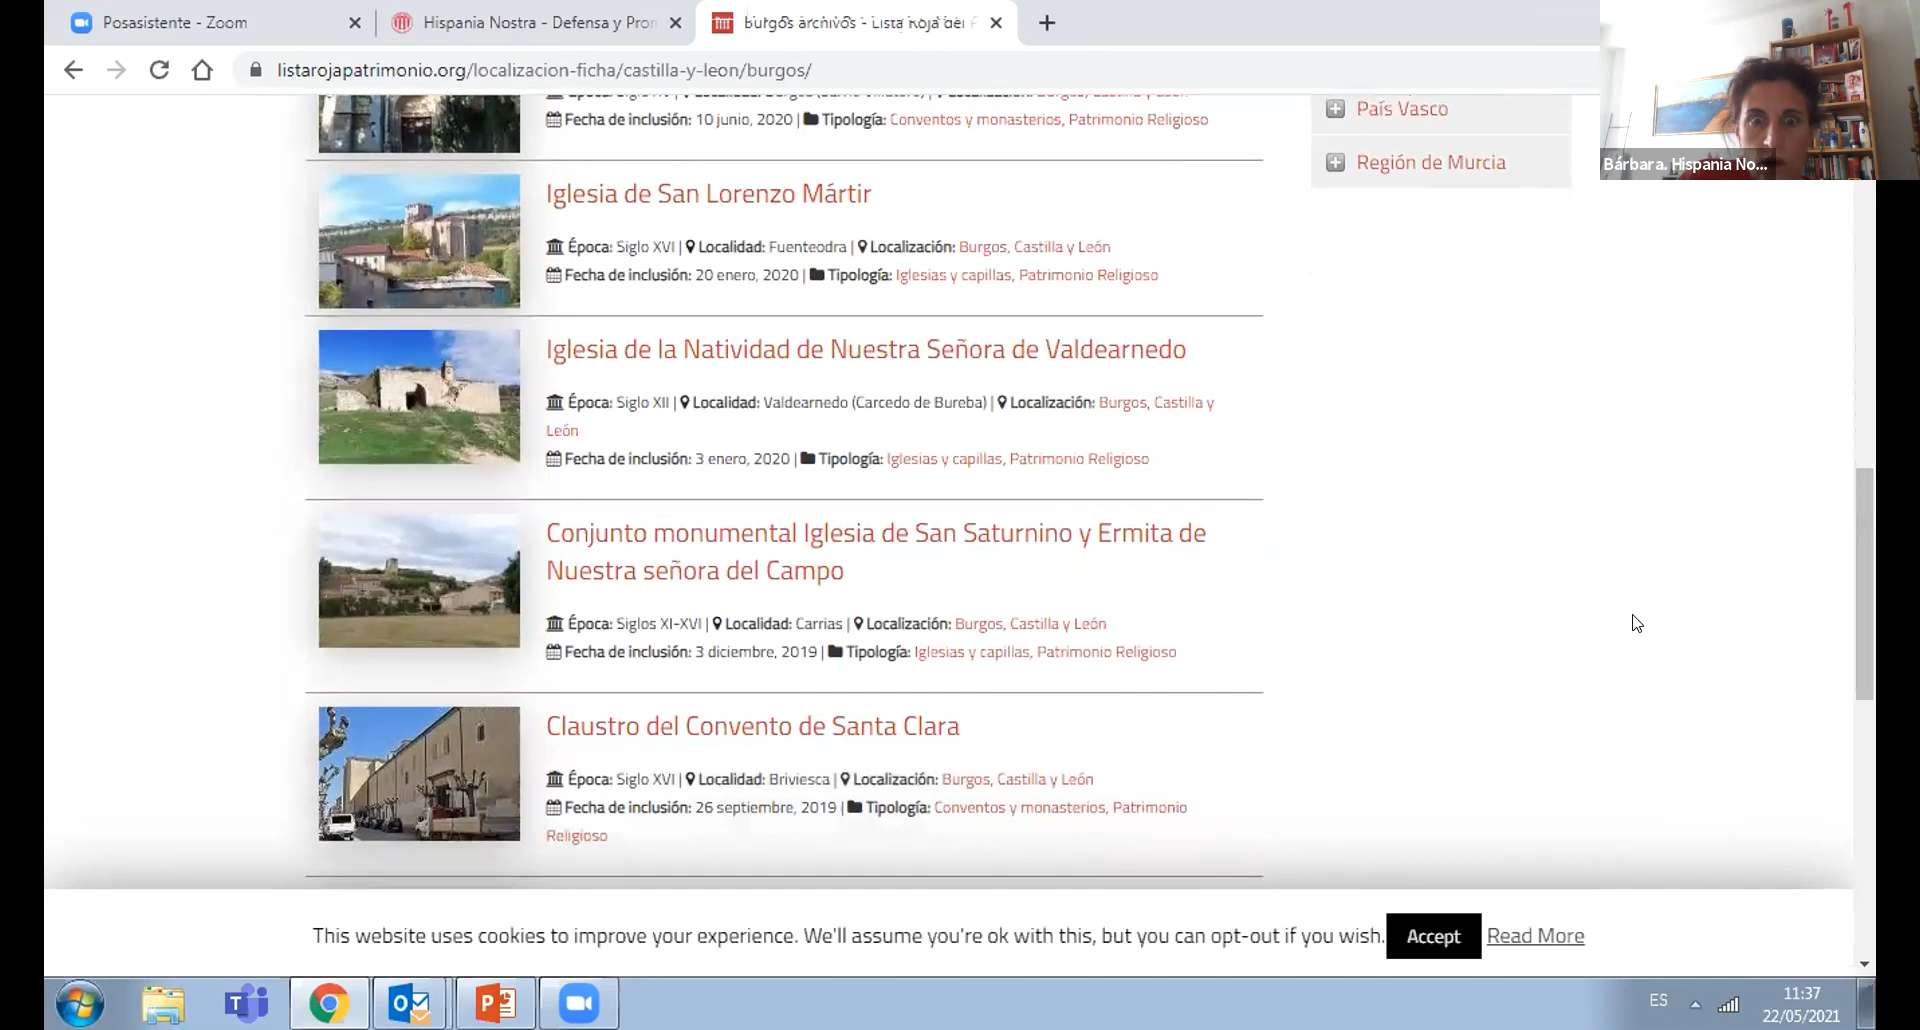 Posasistente - Zoom
Hispania Nostra - Defensa y Pron
burgos archivos - Lista Roja del P
listarojapatrimonio.org/localizacion-ficha/castilla-y-leon/burgos/
Fecha de inclusión: 10 junio, 2020 | Tipología: Conventos y monasterios, Patrimonio Religioso
Iglesia de San Lorenzo Mártir
Época: Siglo XVI | Localidad: Fuenteodra | Localización: Burgos, Castilla y León
Fecha de inclusión: 20 enero, 2020 | Tipología: Iglesias y capillas, Patrimonio Religioso
Iglesia de la Natividad de Nuestra Señora de Valdearnedo
Época: Siglo XII | Localidad: Valdearnedo (Carcedo de Bureba) | Localización: Burgos, Castilla y
León
Fecha de inclusión: 3 enero, 2020 | Tipología: Iglesias y capillas, Patrimonio Religioso
Conjunto monumental Iglesia de San Saturnino y Ermita de
Nuestra señora del Campo
Época: Siglos XI-XVI | Localidad: Carrias | Localización: Burgos, Castilla y León
Fecha de inclusión: 3 diciembre, 2019 | Tipología: Iglesias y capillas, Patrimonio Religioso
Claustro del Convento de Santa Clara
Época: Siglo XVI | Localidad: Briviesca | Localización: Burgos, Castilla y León
Fecha de inclusión: 26 septiembre, 2019 | Tipología: Conventos y monasterios, Patrimonio
Religioso
País Vasco
Región de Murcia
Bárbara. Hispania No...
This website uses cookies to improve your experience. We'll assume you're ok with this, but you can opt-out if you wish. Accept Read More
ES
11:37
22/05/2021